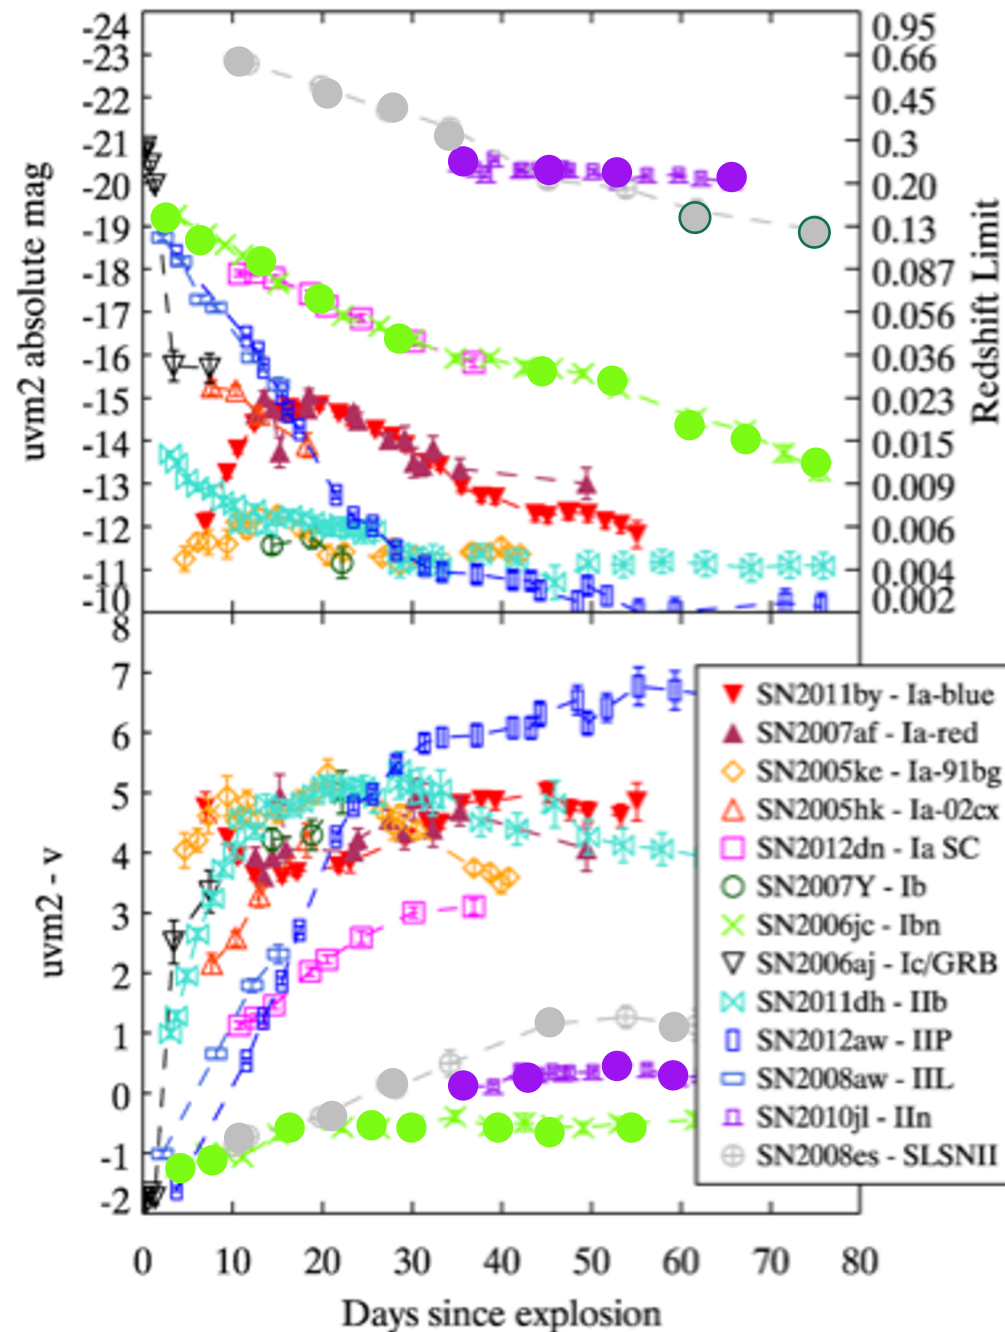 -24
-23
-22
-21
-20
-19
-18
-17
-16
-15
-14
-13
-12
-11
-10
uvm2 absolute mag
0.95
0.66
0.45
0.3
0.20
0.13
0.087
0.056
0.036
0.023
0.015
0.009
0.006
0.004
0.002
Redshift Limit
8
7
6
5
4
3
2
1
0
-1
-2
uvm2 - v
SN2011by - Ia-blue
SN2007af - Ia-red
SN2005ke - Ia-91bg
SN2005hk - Ia-02cx
SN2012dn - Ia SC
SN2007Y - Ib
SN2006jc - Ibn
SN2006aj - Ic/GRB
SN2011dh - IIb
SN2012aw - IIP
SN2008aw - IIL
SN2010jl - IIn
SN2008es - SLSNII
0 10 20 30 40 50 60 70 80
Days since explosion